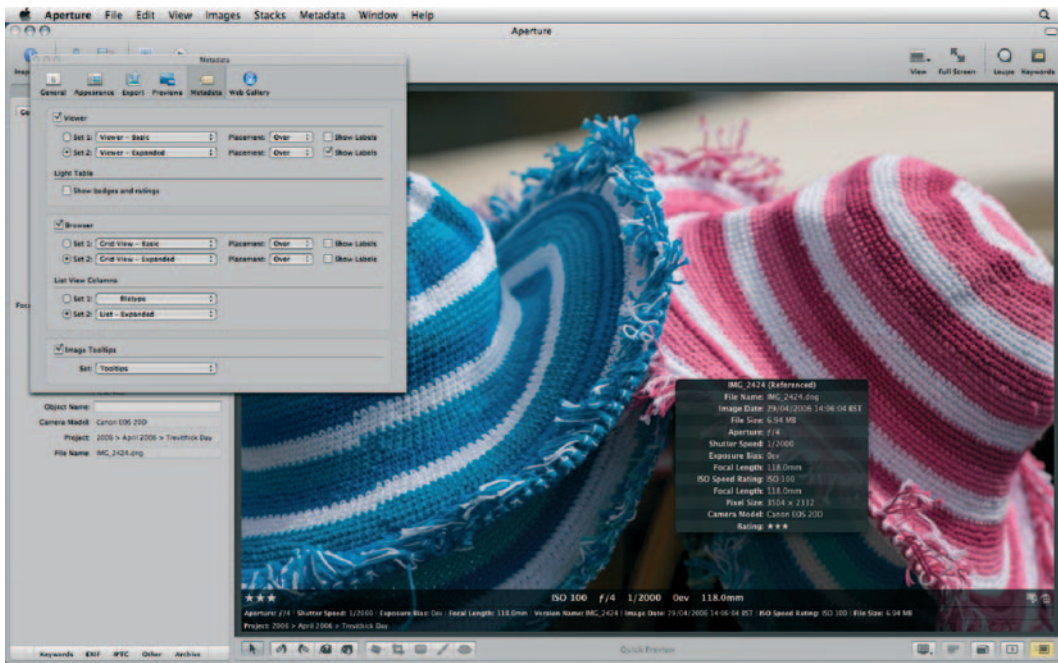 Aperture File Edit View Images Stacks Metadata Window Help
Aperture
Metadata
View Full Screen Loupe Keywords
General Appearance Export Previews Metadata Web Gallery
Viewer
Set 1: Viewer - Basic Placement: Over Show Labels
Set 2: Viewer - Expanded Placement: Over Show Labels
Light Table
Show badges and ratings
Browser
Set 1: Grid View - Basic Placement: Over Show Labels
Set 2: Grid View - Expanded Placement: Over Show Labels
List View Columns
Set 1: filetype
Set 2: List - Expanded
Image Tooltips
Set: Tooltips
Object Name:
Camera Model: Canon EOS 20D
Project: 2006 > April 2006 > Trevithick Day
File Name IMG_2424.dng
IMG_2424 (Referenced)
File Name: IMG_2424.dng
Image Date: 29/04/2006 14:06:04 BST
File Size: 6.94 MB
Aperture: ƒ/4
Shutter Speed: 1/2000
Exposure Bias: 0ev
Focal Length: 118.0mm
ISO Speed Rating: ISO 100
Focal Length: 118.0mm
Pixel Size: 3504 × 2332
Camera Model: Canon EOS 20D
Rating: ★★★
★★★ ISO 100 ƒ/4 1/2000 0ev 118.0mm
Aperture: ƒ/4 | Shutter Speed: 1/2000 | Exposure Bias: 0ev | Focal Length: 118.0mm | Version Name: IMG_2424 | Image Date: 29/04/2006 14:06:04 BST | ISO Speed Rating: ISO 100 | File Size: 6.94 MB
Project: 2006 > April 2006 > Trevithick Day
Keywords EXIF IPTC Other Archive
Quick Preview